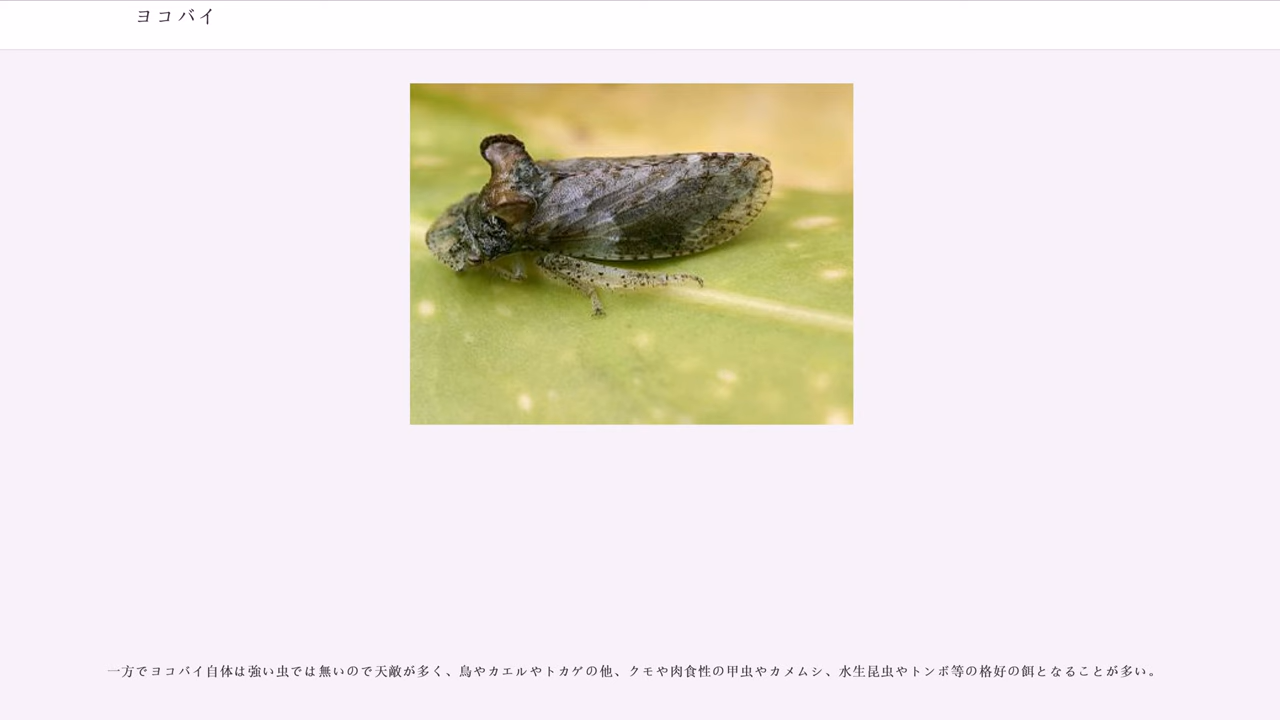 ヨコバイ
一方でヨコバイ自体は強い虫では無いので天敵が多く、鳥やカエルやトカゲの他、クモや肉食性の甲虫やカメムシ、水生昆虫やトンボ等の格好の餌となることが多い。